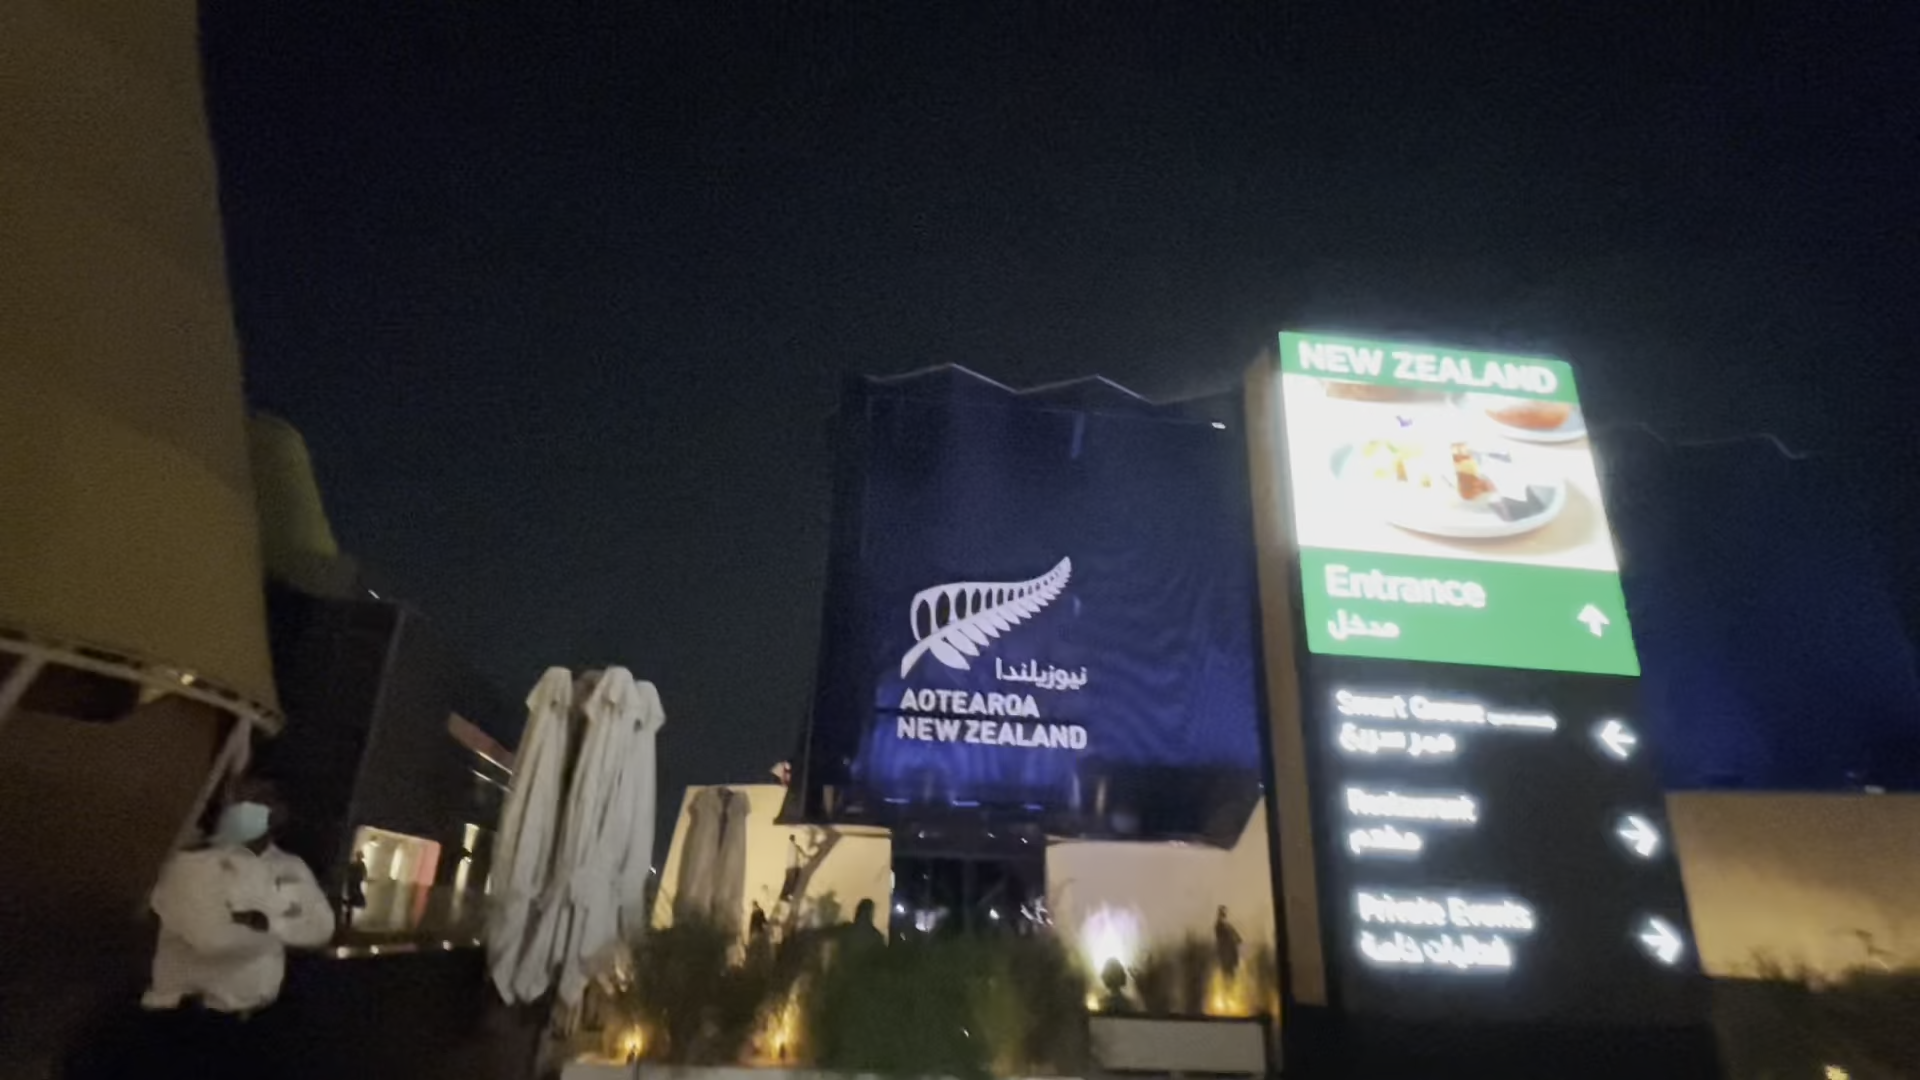 نيوزيلندا
AOTEAROA
NEW ZEALAND
NEW ZEALAND
Entrance
مدخل
Smart Queue
ممر سريع
Restaurant
مطعم
Private Events
فعاليات خاصة